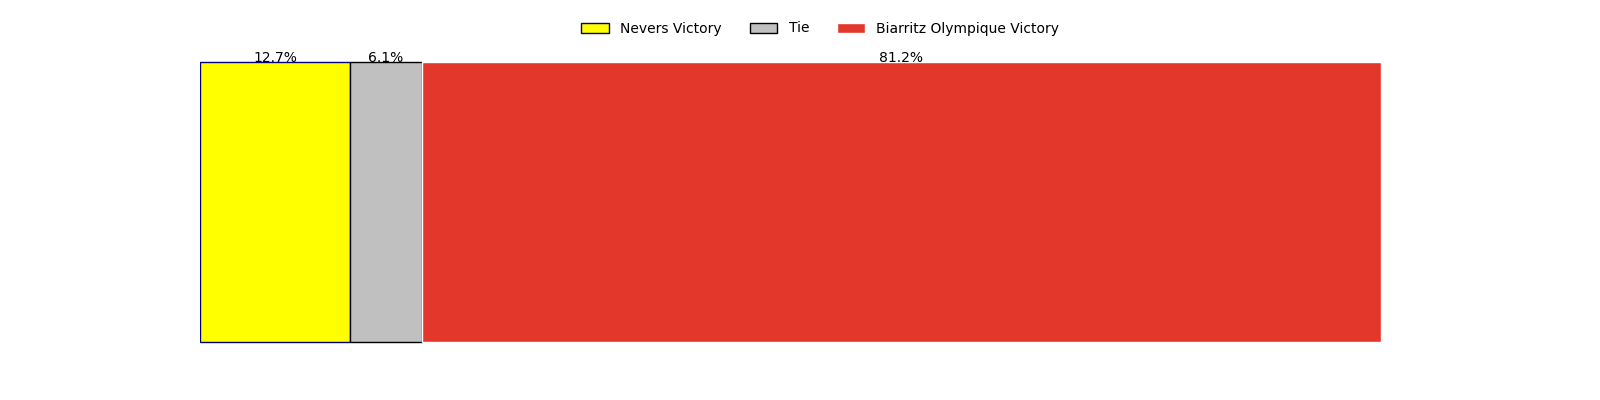 Nevers Victory Tie Biarritz Olympique Victory
12.7% 6.1% 81.2%